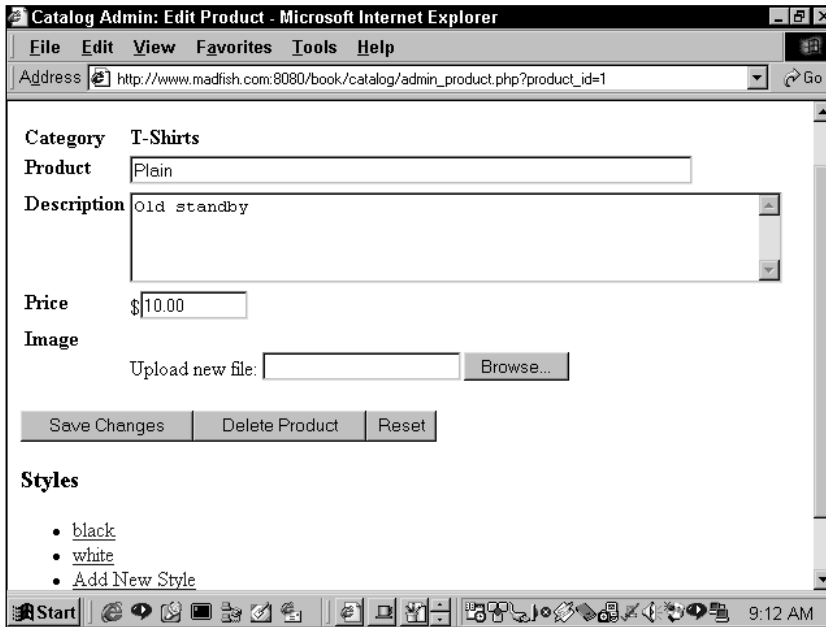 Catalog Admin: Edit Product - Microsoft Internet Explorer
File Edit View Favorites Tools Help
Address http://www.madfish.com:8080/book/catalog/admin_product.php?product_id=1 Go
Category T-Shirts
Product Plain
Description Old standby
Price $10.00
Image
Upload new file: Browse...
Save Changes Delete Product Reset
Styles
• black
• white
• Add New Style
Start 9:12 AM